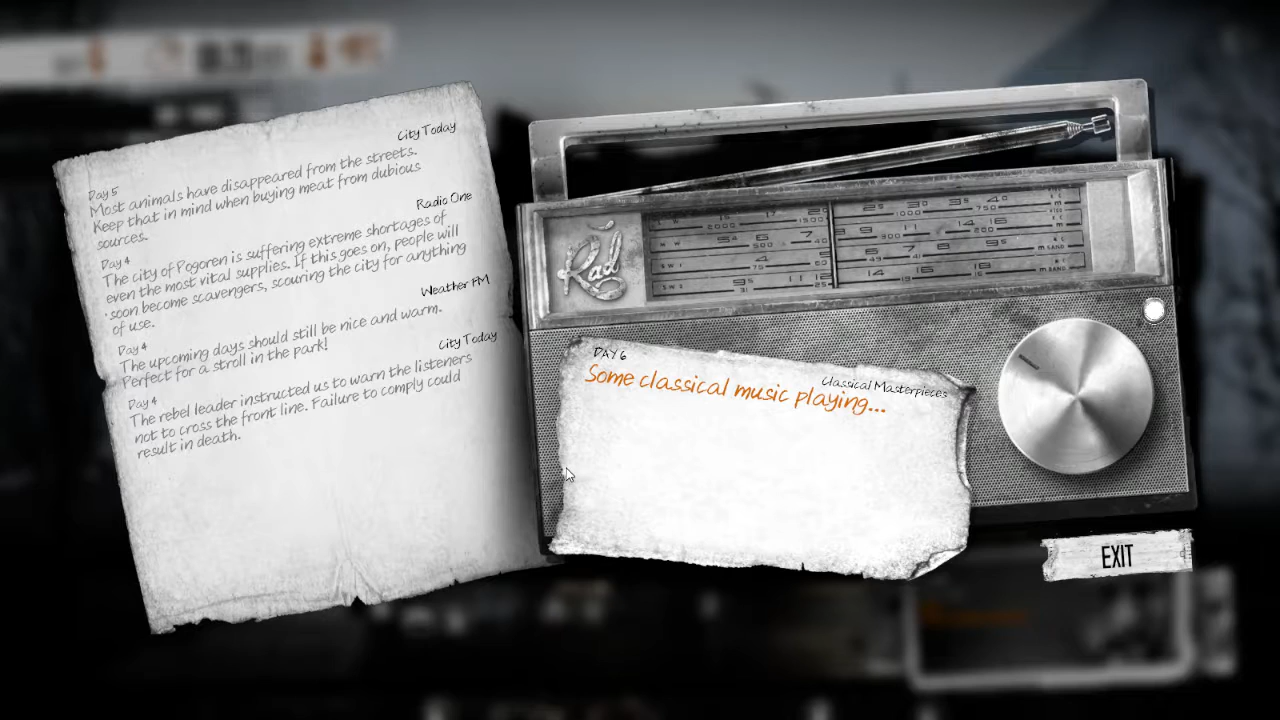 City Today
Day 5
Most animals have disappeared from the streets.
Keep that in mind when buying meat from dubious
sources.
Radio One
Day 4
The city of Pogoren is suffering extreme shortages of
even the most vital supplies. If this goes on, people will
soon become scavengers, scouring the city for anything
of use.
Weather FM
Day 4
The upcoming days should still be nice and warm.
Perfect for a stroll in the park!
City Today
Day 4
The rebel leader instructed us to warn the listeners
not to cross the front line. Failure to comply could
result in death.
Rad
DAY 6
Classical Masterpieces
Some classical music playing...
EXIT